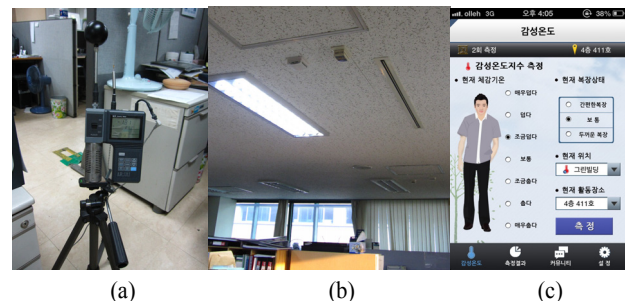 olleh 3G 오후 4:05 38%
감성온도
2회 측정 4층 411호
감성온도지수 측정
• 현재 체감기온 • 현재 복장상태
매우덥다
덥다
조금덥다
보통
조금춥다
춥다
매우춥다
간편한복장
보 통
두꺼운 복장
• 현재 위치
그린빌딩
• 현재 활동장소
4층 411호
측 정
감성온도 측정결과 커뮤니티 설 정
(a) (b) (c)